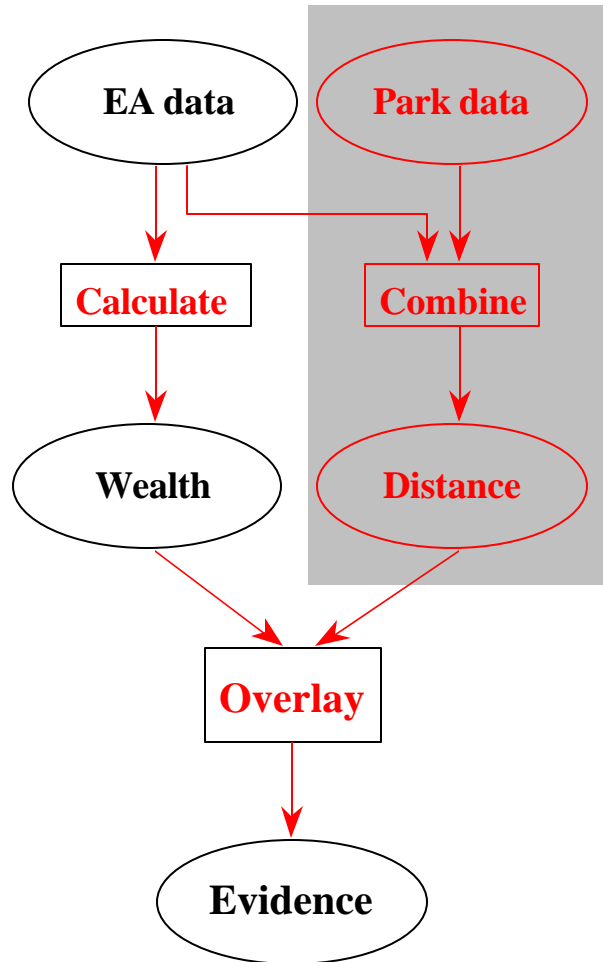 EA data
Park data
Calculate
Combine
Wealth
Distance
Overlay
Evidence